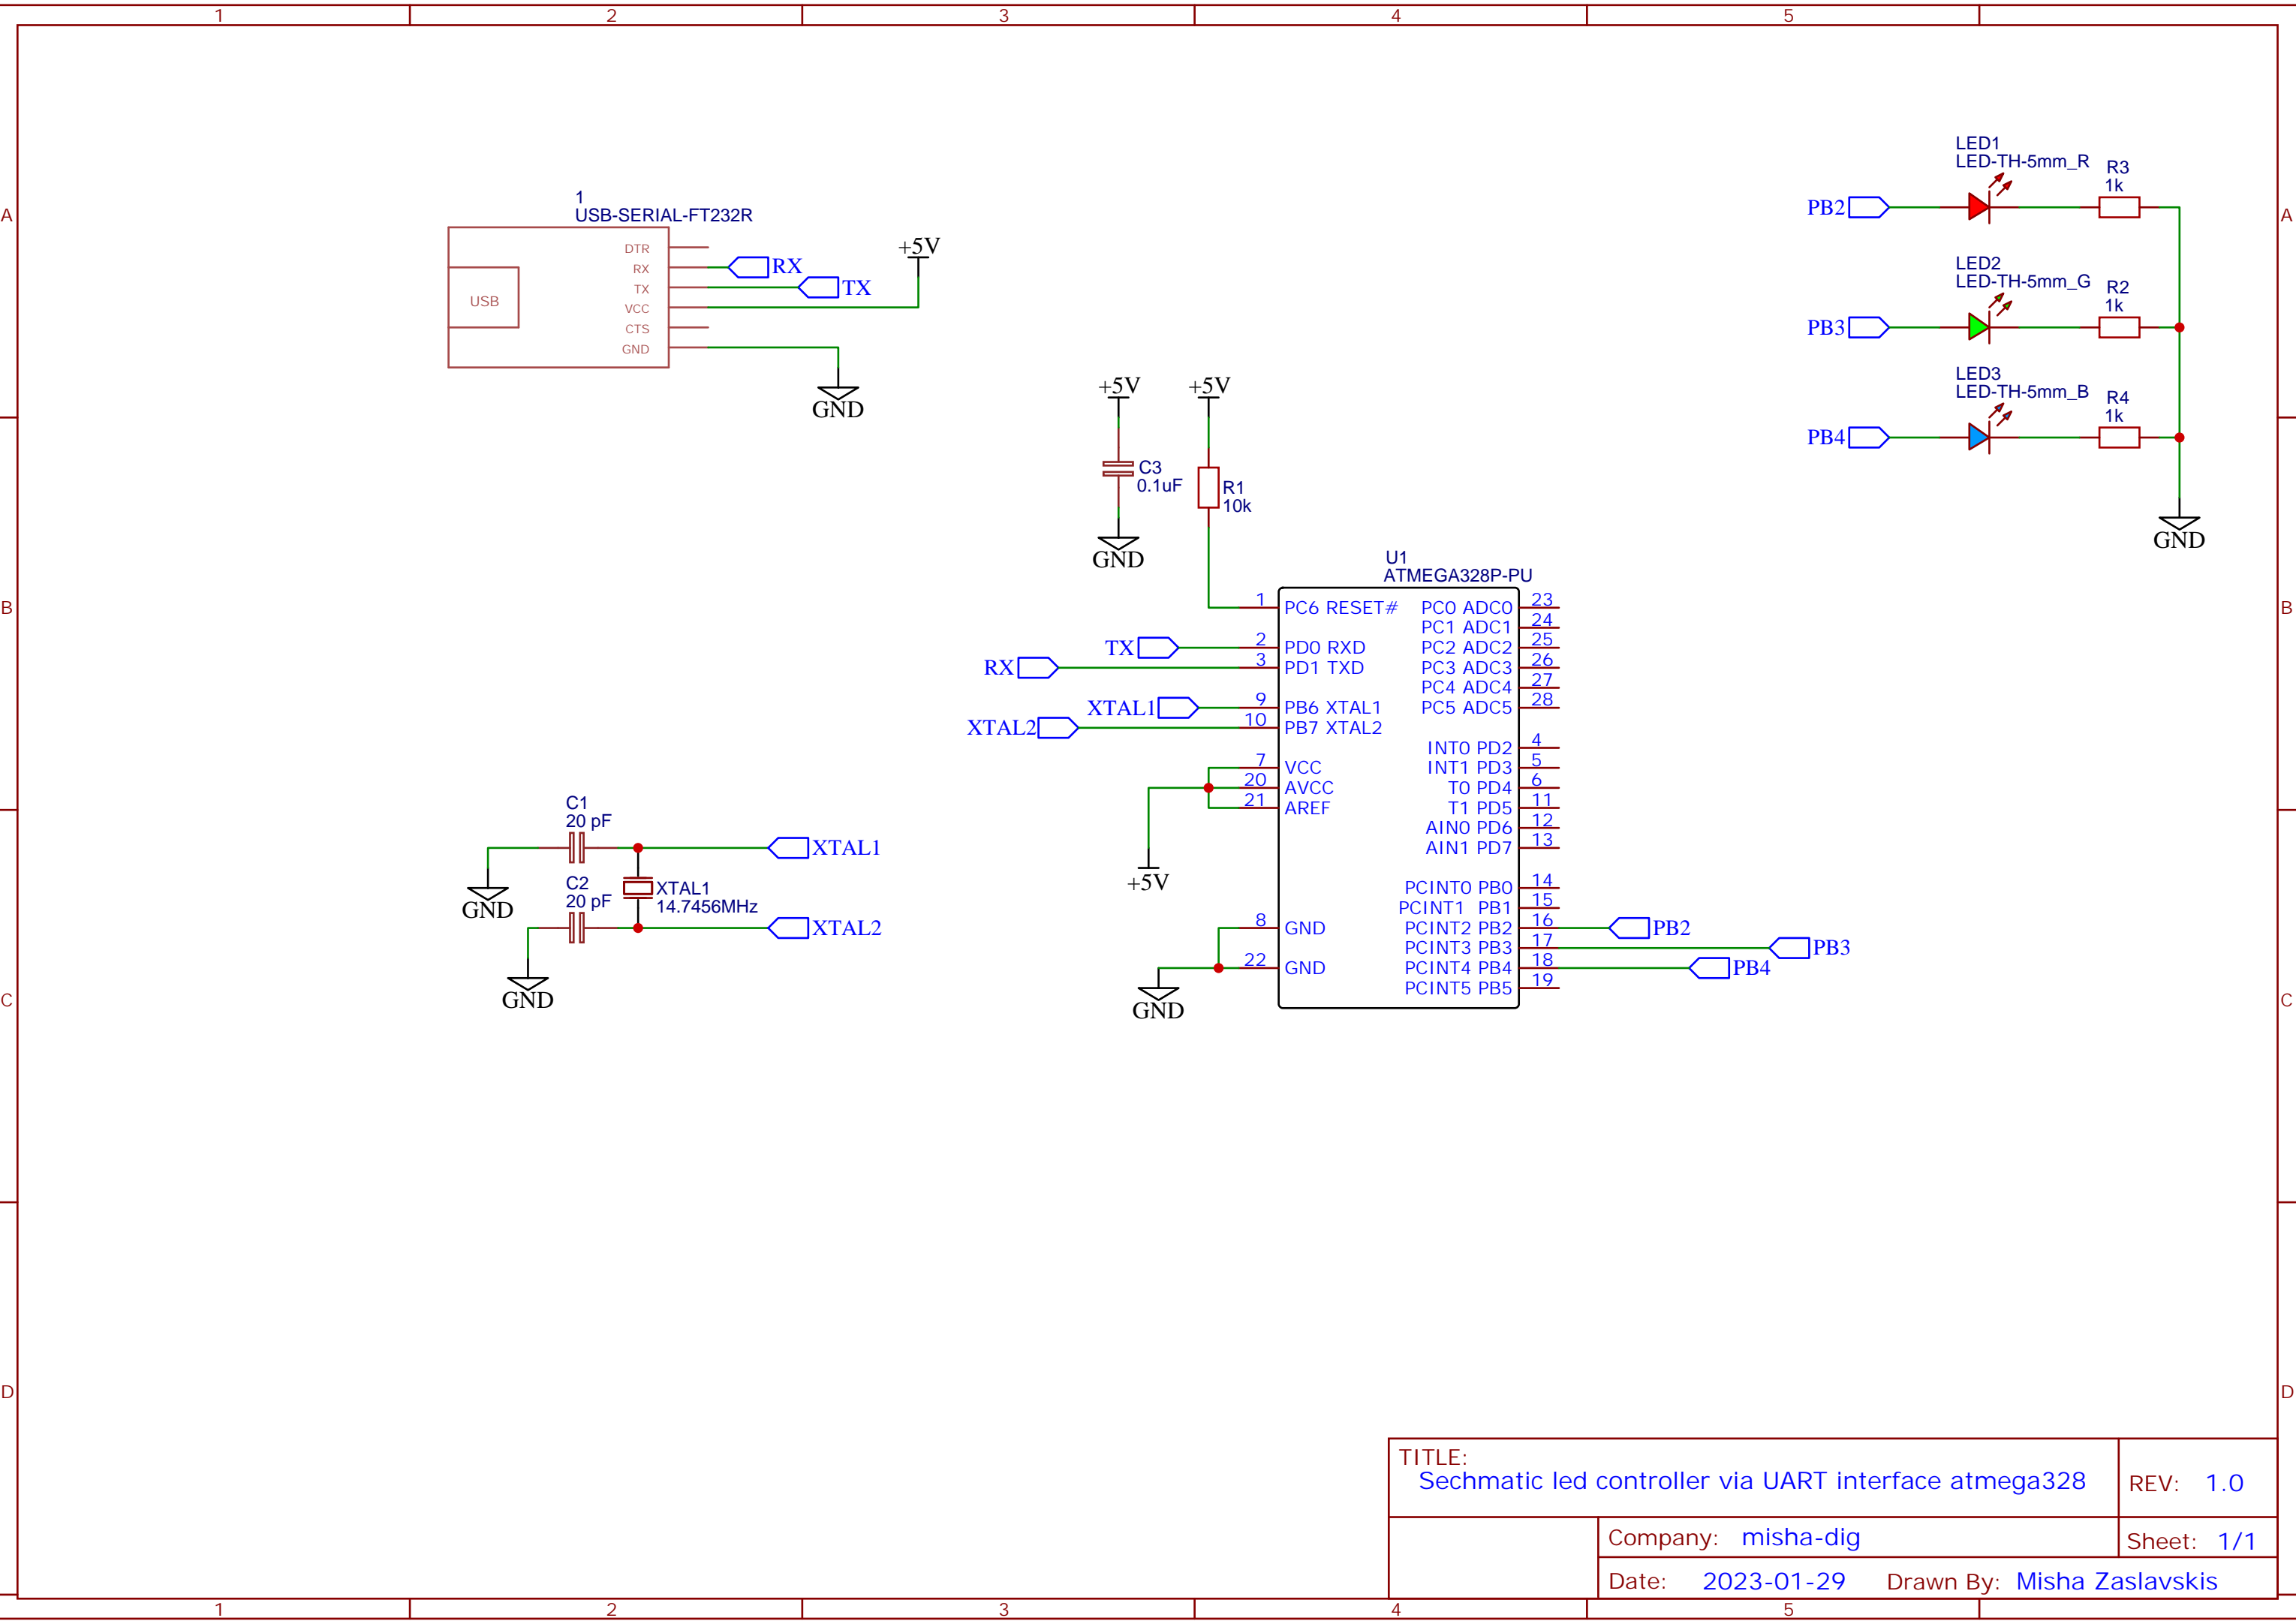 1 2 3 4 5
A
B
C
D
A
B
C
D
1
USB-SERIAL-FT232R
USB
DTR
RX
TX
VCC
CTS
GND
RX
TX
+5V
GND
LED1
LED-TH-5mm_R
R3
1k
PB2
LED2
LED-TH-5mm_G
R2
1k
PB3
LED3
LED-TH-5mm_B
R4
1k
PB4
GND
+5V
C3
0.1uF
GND
+5V
R1
10k
U1
ATMEGA328P-PU
1 PC6 RESET#
TX 2 PD0 RXD
RX 3 PD1 TXD
XTAL1 9 PB6 XTAL1
XTAL2 10 PB7 XTAL2
7 VCC
20 AVCC
21 AREF
+5V
8 GND
22 GND
GND
PC0 ADC0 23
PC1 ADC1 24
PC2 ADC2 25
PC3 ADC3 26
PC4 ADC4 27
PC5 ADC5 28
INT0 PD2 4
INT1 PD3 5
T0 PD4 6
T1 PD5 11
AIN0 PD6 12
AIN1 PD7 13
PCINT0 PB0 14
PCINT1 PB1 15
PCINT2 PB2 16 PB2
PCINT3 PB3 17 PB3
PCINT4 PB4 18 PB4
PCINT5 PB5 19
C1
20 pF
XTAL1
GND
XTAL1
14.7456MHz
C2
20 pF
XTAL2
GND
TITLE:
Sechmatic led controller via UART interface atmega328
REV: 1.0
Company: misha-dig
Sheet: 1/1
Date: 2023-01-29 Drawn By: Misha Zaslavskis
1 2 3 4 5